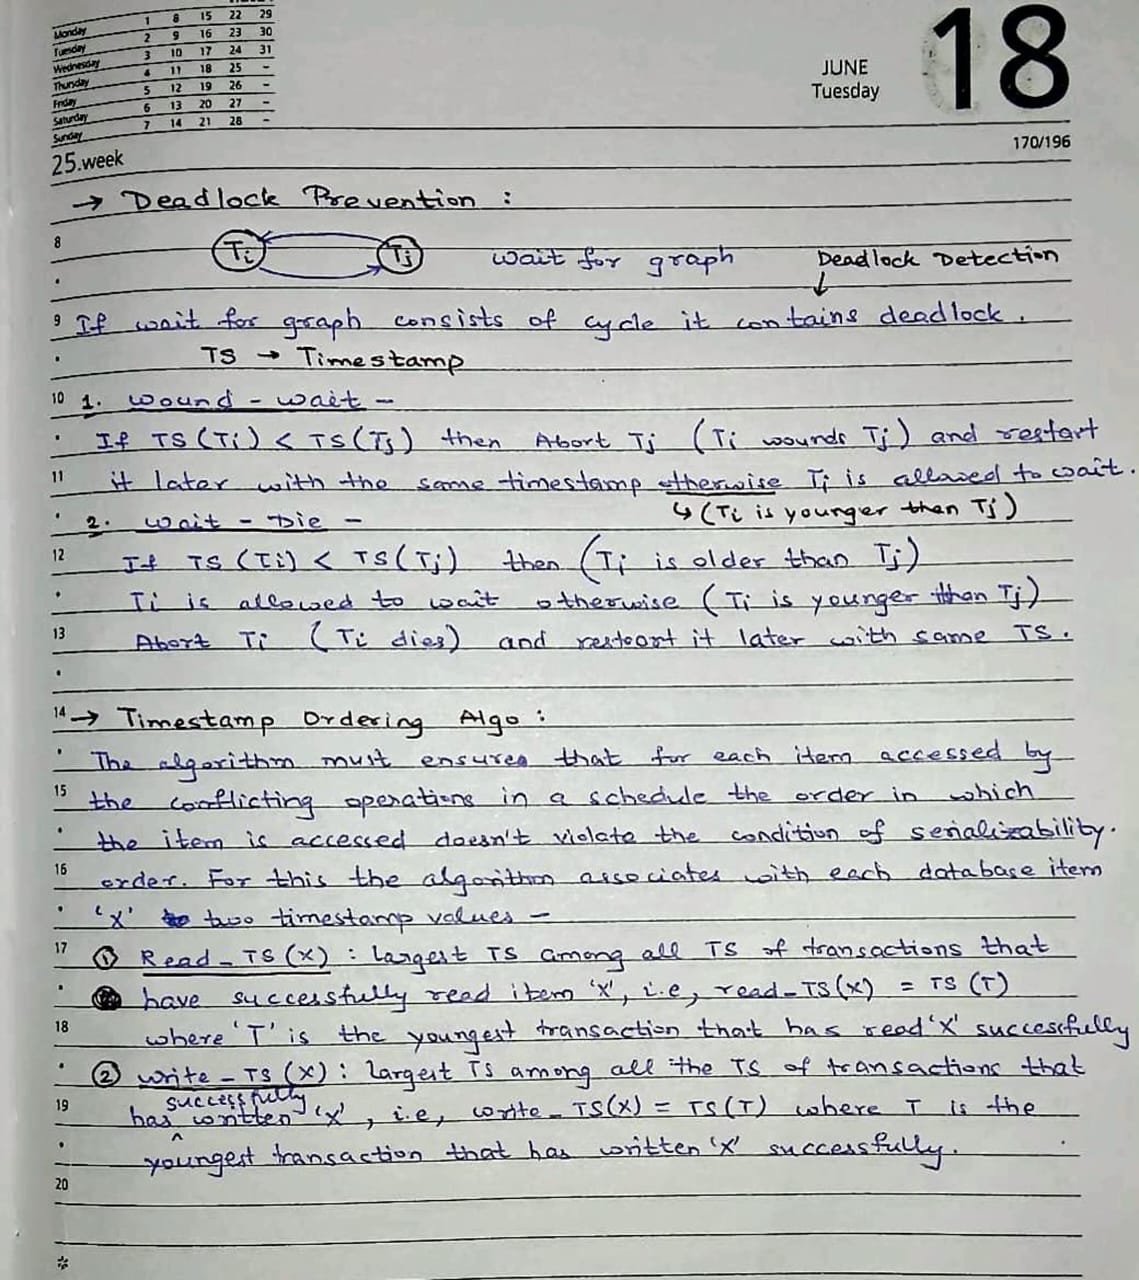 Monday 1 8 15 22 29
Tuesday 2 9 16 23 30
Wednesday 3 10 17 24 31
Thursday 4 11 18 25 -
Friday 5 12 19 26 -
Saturday 6 13 20 27 -
Sunday 7 14 21 28 -
JUNE
Tuesday
18
170/196
25.week
→ Deadlock Prevention :
8 Ti Tj wait for graph Deadlock Detection ↓
9 If wait for graph consists of cycle it contains deadlock.
TS → Timestamp
10 1. wound - wait -
If TS(Ti) < TS(Tj) then Abort Tj (Ti wounds Tj) and restart
11 it later with the same timestamp otherwise Ti is allowed to wait.
↳ (Ti is younger then Tj)
2. wait - Die -
12 If TS (Ti) < TS(Tj) then (Ti is older than Tj)
Ti is allowed to wait otherwise (Ti is younger than Tj)
13 Abort Ti (Ti dies) and restart it later with same TS.
14 → Timestamp Ordering Algo :
The algorithm must ensures that for each item accessed by
15 the conflicting operations in a schedule the order in which
the item is accessed doesn't violate the condition of serializability.
16 order. For this the algorithm associates with each database item
'X' two timestamp values -
17 ① Read_TS(X) : largest TS among all TS of transactions that
have successfully read item 'X', i.e, read_TS(X) = TS (T)
18 where 'T' is the youngest transaction that has read 'X' successfully
② write_TS (X) : largest TS among all the TS of transactions that
19 has successfully written 'X', i.e, write_TS(X) = TS(T) where T is the
youngest transaction that has written 'X' successfully.
20
*